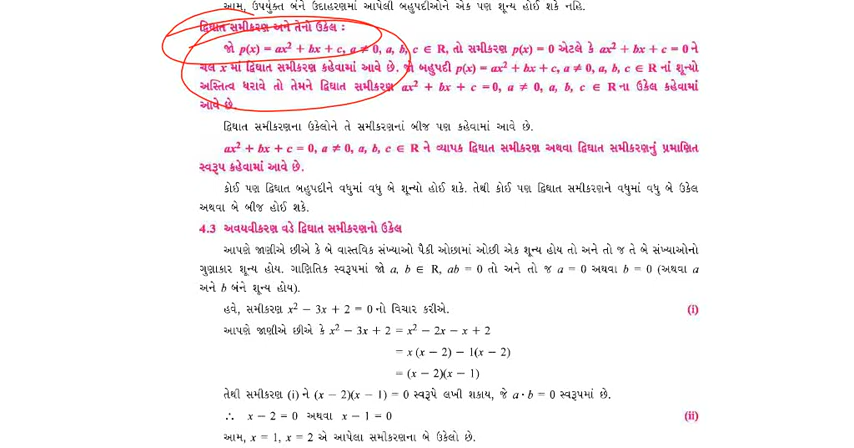 આમ, ઉપર્યુક્ત બંને ઉદાહરણમાં આપેલી બહુપદીઓને એક પણ શૂન્ય હોઈ શકે નહિ.
દ્વિઘાત સમીકરણ અને તેનો ઉકેલ :
જો p(x) = ax² + bx + c, a ≠ 0, a, b, c ∈ R, તો સમીકરણ p(x) = 0 એટલે કે ax² + bx + c = 0 ને
ચલ x માં દ્વિઘાત સમીકરણ કહેવામાં આવે છે. જો બહુપદી p(x) = ax² + bx + c, a ≠ 0, a, b, c ∈ R નાં શૂન્યો
અસ્તિત્વ ધરાવે તો તેમને દ્વિઘાત સમીકરણ ax² + bx + c = 0, a ≠ 0, a, b, c ∈ R ના ઉકેલ કહેવામાં
આવે છે.
દ્વિઘાત સમીકરણના ઉકેલોને તે સમીકરણનાં બીજ પણ કહેવામાં આવે છે.
ax² + bx + c = 0, a ≠ 0, a, b, c ∈ R ને વ્યાપક દ્વિઘાત સમીકરણ અથવા દ્વિઘાત સમીકરણનું પ્રમાણિત
સ્વરૂપ કહેવામાં આવે છે.
કોઈ પણ દ્વિઘાત બહુપદીને વધુમાં વધુ બે શૂન્યો હોઈ શકે. તેથી કોઈ પણ દ્વિઘાત સમીકરણને વધુમાં વધુ બે ઉકેલ
અથવા બે બીજ હોઈ શકે.
4.3 અવયવીકરણ વડે દ્વિઘાત સમીકરણનો ઉકેલ
આપણે જાણીએ છીએ કે બે વાસ્તવિક સંખ્યાઓ પૈકી ઓછામાં ઓછી એક શૂન્ય હોય તો અને તો જ તે બે સંખ્યાઓનો
ગુણાકાર શૂન્ય હોય. ગાણિતિક સ્વરૂપમાં જો a, b ∈ R, ab = 0 તો અને તો જ a = 0 અથવા b = 0 (અથવા a
અને b બંને શૂન્ય હોય).
હવે, સમીકરણ x² − 3x + 2 = 0 નો વિચાર કરીએ. (i)
આપણે જાણીએ છીએ કે x² − 3x + 2 = x² − 2x − x + 2
= x (x − 2) − 1(x − 2)
= (x − 2)(x − 1)
તેથી સમીકરણ (i) ને (x − 2)(x − 1) = 0 સ્વરૂપે લખી શકાય, જે a · b = 0 સ્વરૂપમાં છે.
∴ x − 2 = 0 અથવા x − 1 = 0 (ii)
આમ, x = 1, x = 2 એ આપેલા સમીકરણના બે ઉકેલો છે.